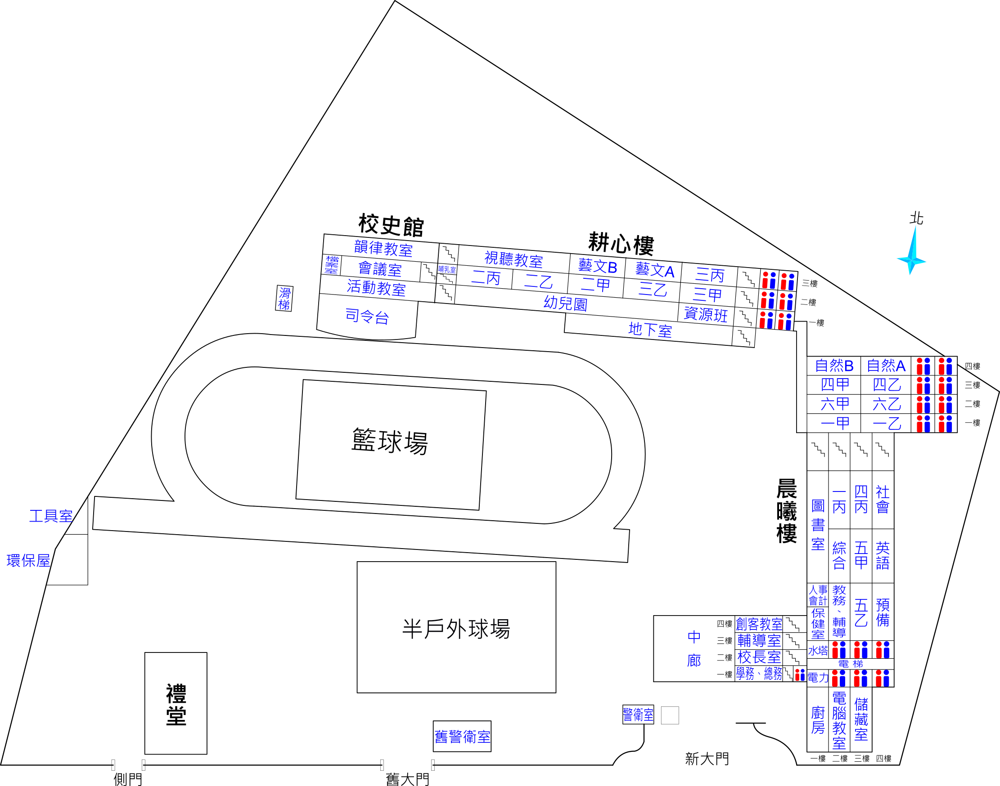 北
校史館
耕心樓
韻律教室
視聽教室
藝文B
藝文A
三丙
三樓
檔案室
會議室
哺乳室
二丙
二乙
二甲
三乙
三甲
二樓
活動教室
幼兒園
資源班
一樓
滑梯
司令台
地下室
自然B
自然A
四樓
四甲
四乙
三樓
六甲
六乙
二樓
一甲
一乙
一樓
籃球場
晨曦樓
圖書室
一丙
四丙
社會
綜合
五甲
英語
工具室
環保屋
人事會計
教務、輔導
五乙
預備
保健室
半戶外球場
中廊
四樓
創客教室
三樓
輔導室
二樓
校長室
一樓
學務、總務
水塔
電梯
電力
禮堂
廚房
電腦教室
儲藏室
警衛室
舊警衛室
新大門
一樓
二樓
三樓
四樓
側門
舊大門